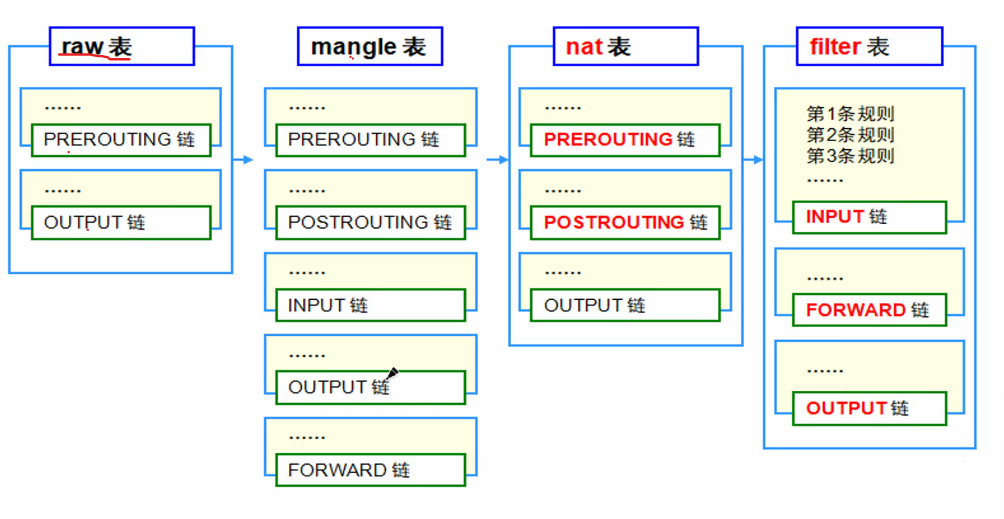 raw 表
……
PREROUTING 链
……
OUTPUT 链
mangle 表
……
PREROUTING 链
……
POSTROUTING 链
……
INPUT 链
……
OUTPUT 链
……
FORWARD 链
nat 表
……
PREROUTING 链
……
POSTROUTING 链
……
OUTPUT 链
filter 表
第1条规则
第2条规则
第3条规则
……
INPUT 链
……
FORWARD 链
……
OUTPUT 链